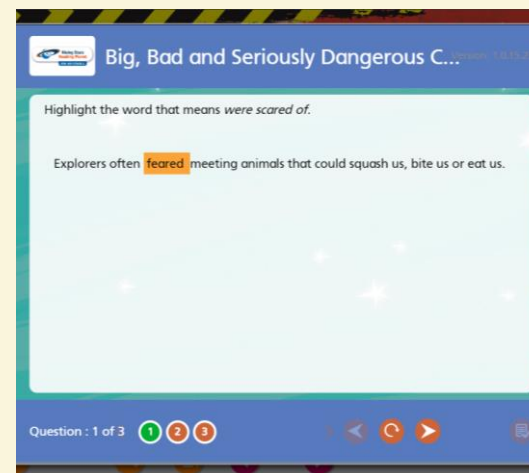 Big, Bad and Seriously Dangerous C...
Highlight the word that means were scared of.
Explorers often feared meeting animals that could squash us, bite us or eat us.
Question : 1 of 3 1 2 3